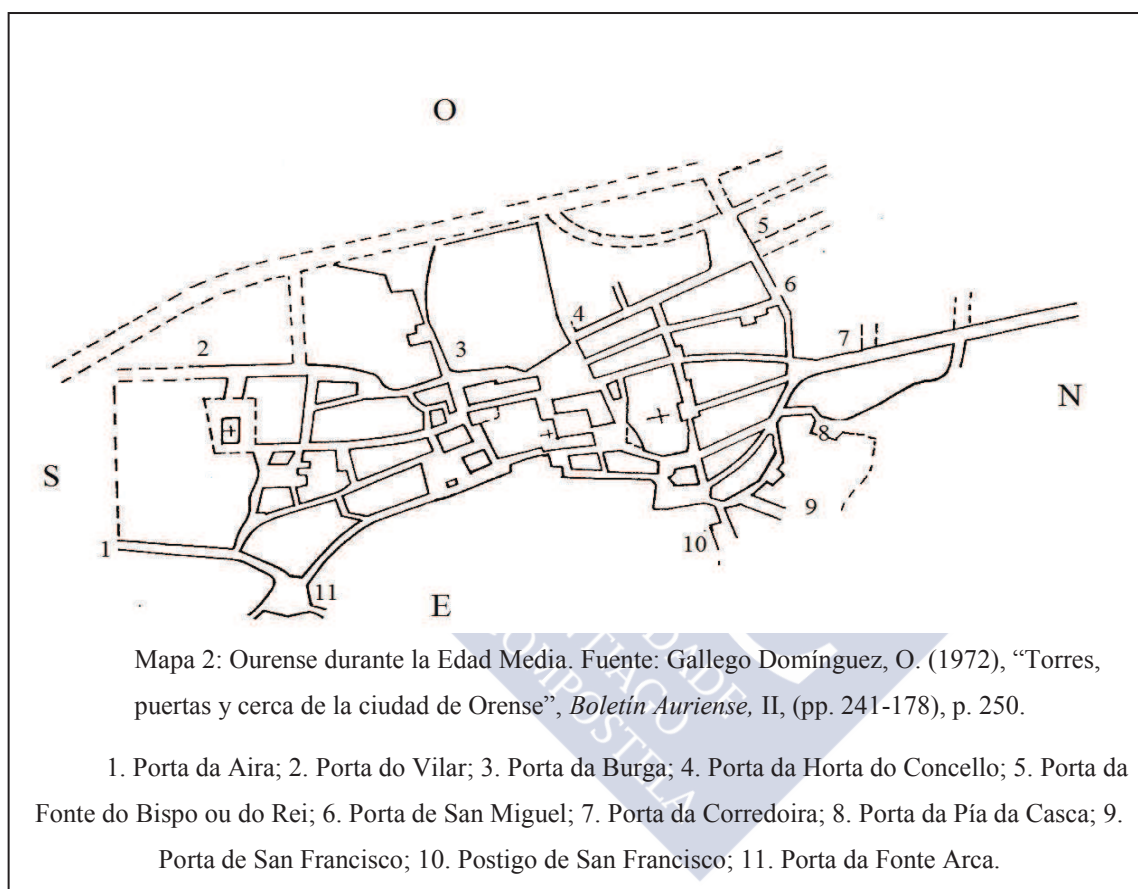 O
5
6
4
7
2
3
N
8
S
9
10
1
11
E
Mapa 2: Ourense durante la Edad Media. Fuente: Gallego Domínguez, O. (1972), “Torres,
puertas y cerca de la ciudad de Orense”, Boletín Auriense, II, (pp. 241-178), p. 250.
1. Porta da Aira; 2. Porta do Vilar; 3. Porta da Burga; 4. Porta da Horta do Concello; 5. Porta da
Fonte do Bispo ou do Rei; 6. Porta de San Miguel; 7. Porta da Corredoira; 8. Porta da Pía da Casca; 9.
Porta de San Francisco; 10. Postigo de San Francisco; 11. Porta da Fonte Arca.